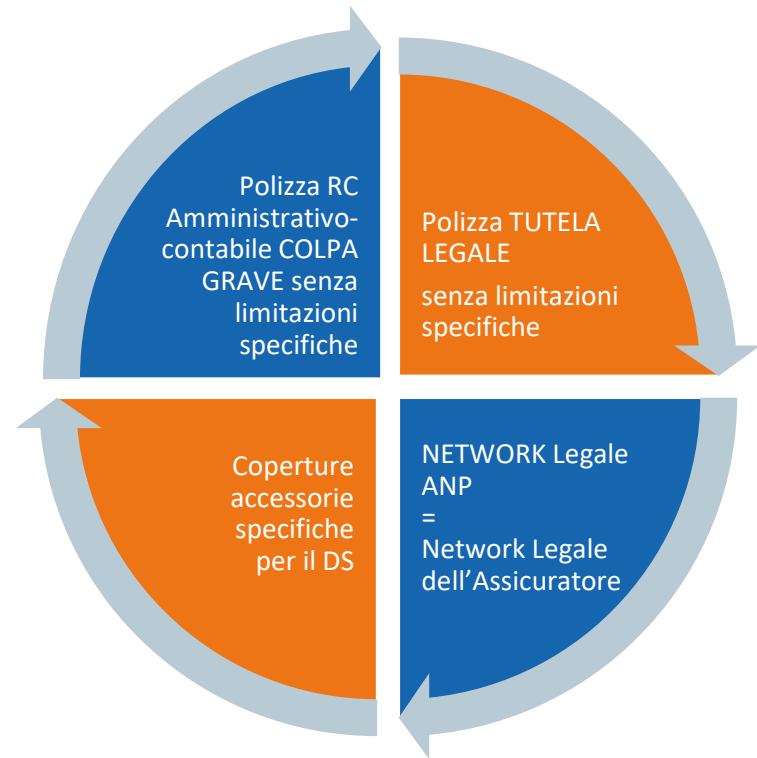 Polizza RC
Amministrativo-
contabile COLPA
GRAVE senza
limitazioni
specifiche
Polizza TUTELA
LEGALE
senza limitazioni
specifiche
Coperture
accessorie
specifiche
per il DS
NETWORK Legale
ANP
=
Network Legale
dell’Assicuratore